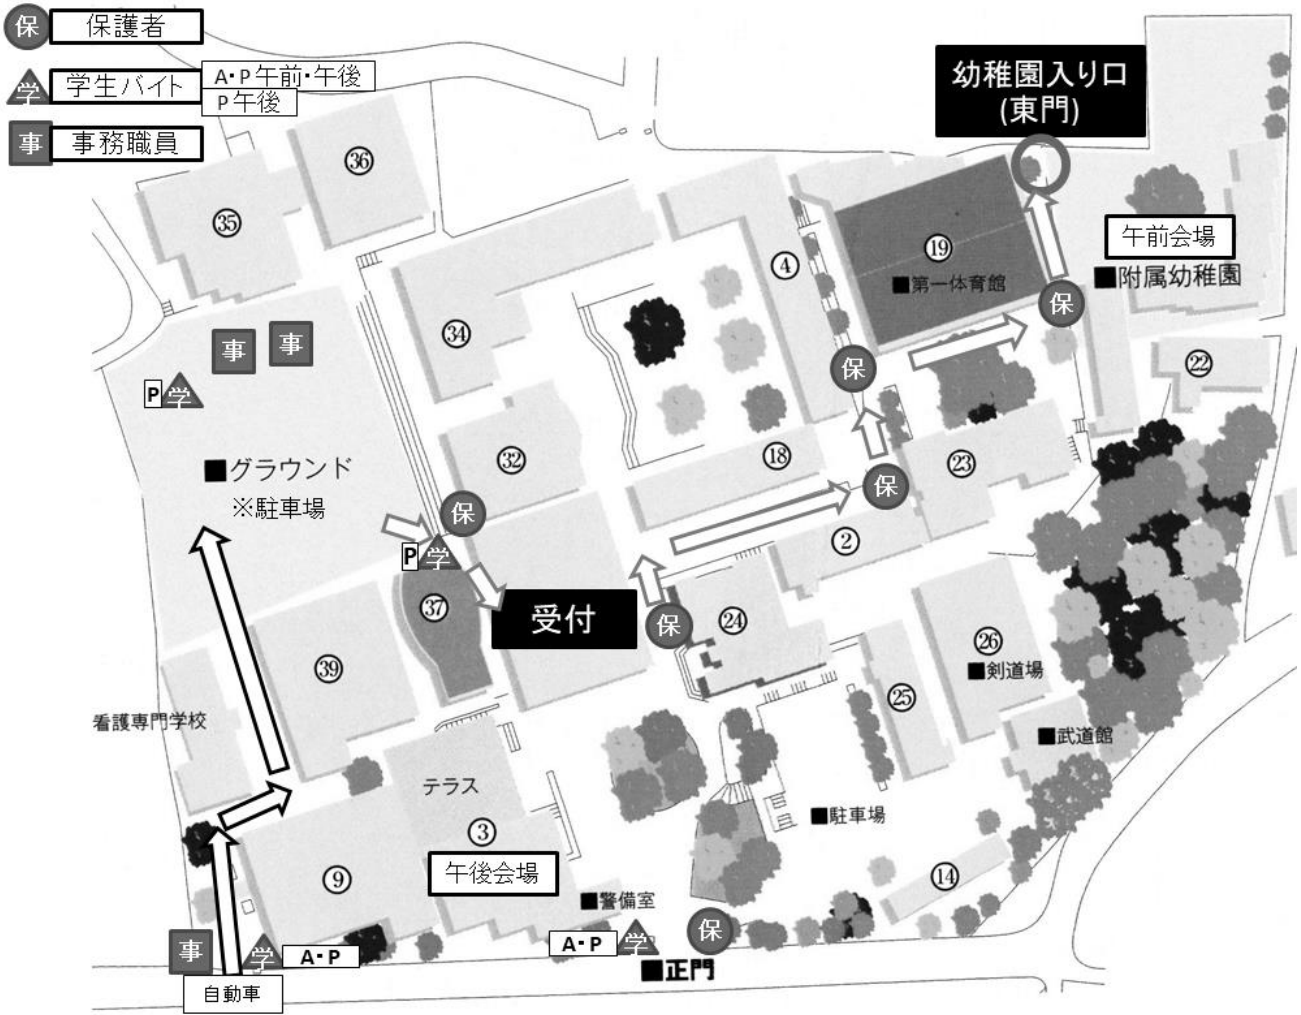 保 保護者
学 学生バイト A・P 午前・午後
P 午後
事 事務職員
幼稚園入り口
(東門)
㊱
㉟
④
⑲
■第一体育館
午前会場
■附属幼稚園
保
事 事
㉞
保
㉒
P 学
■グラウンド
※駐車場
㉜
⑱
㉓
保
保
P 学
②
㊲
受付
保
㉔
㊴
㉖
■剣道場
㉕
看護専門学校
■武道館
テラス
③
■駐車場
午後会場
⑨
⑭
■警備室
事 学 A・P
A・P 学
保
■正門
自動車